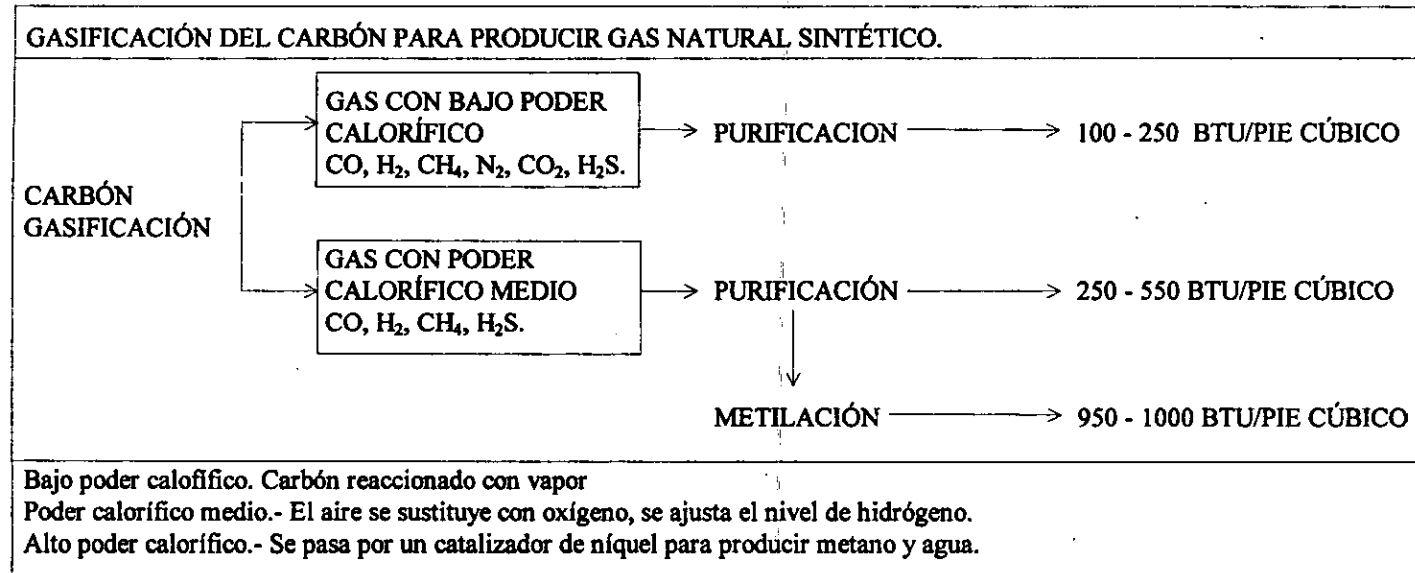 GASIFICACIÓN DEL CARBÓN PARA PRODUCIR GAS NATURAL SINTÉTICO.
GAS CON BAJO PODER
CALORÍFICO
CO, H₂, CH₄, N₂, CO₂, H₂S.
PURIFICACION
100 - 250 BTU/PIE CÚBICO
CARBÓN
GASIFICACIÓN
GAS CON PODER
CALORÍFICO MEDIO
CO, H₂, CH₄, H₂S.
PURIFICACIÓN
250 - 550 BTU/PIE CÚBICO
METILACIÓN
950 - 1000 BTU/PIE CÚBICO
Bajo poder calofífico. Carbón reaccionado con vapor
Poder calorífico medio.- El aire se sustituye con oxígeno, se ajusta el nivel de hidrógeno.
Alto poder calorífico.- Se pasa por un catalizador de níquel para producir metano y agua.